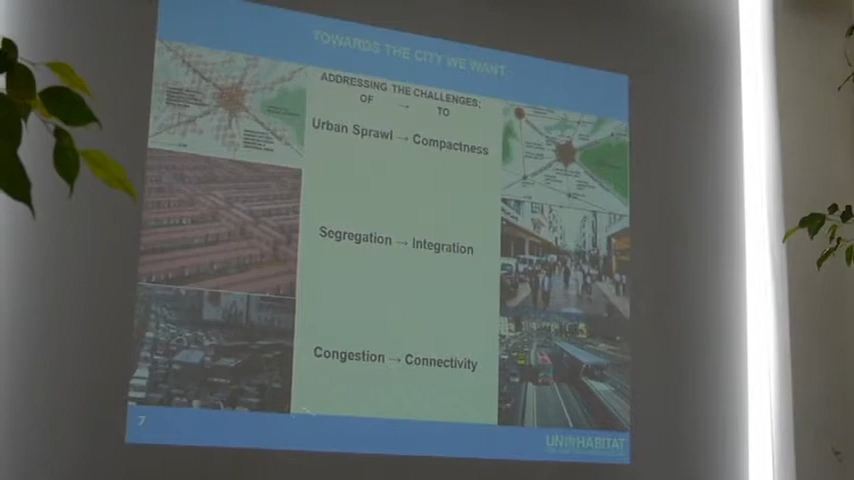 TOWARDS THE CITY WE WANT
ADDRESSING THE CHALLENGES:
OF → TO
Urban Sprawl → Compactness
Segregation → Integration
Congestion → Connectivity
7
UN HABITAT